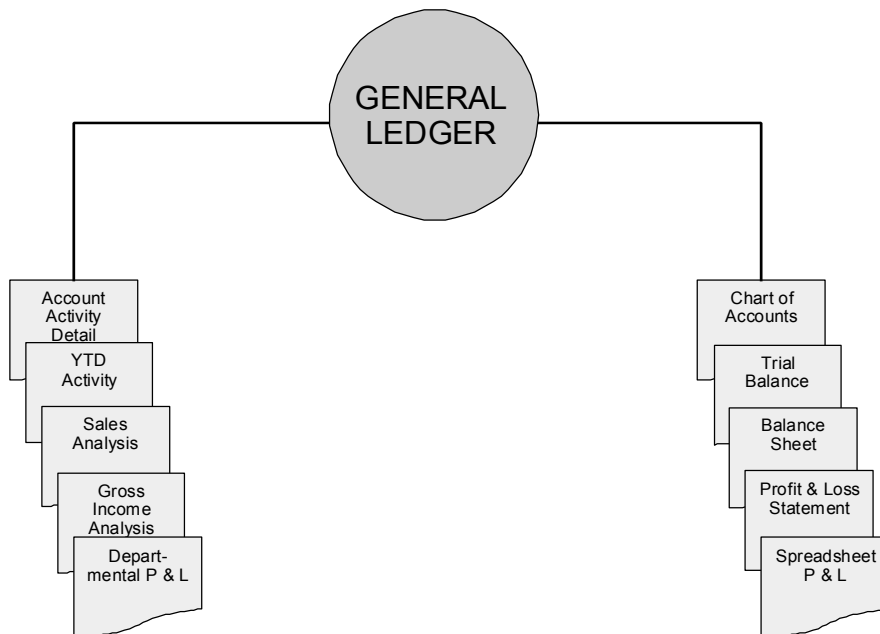 GENERAL
LEDGER
Account
Activity
Detail
YTD
Activity
Sales
Analysis
Gross
Income
Analysis
Depart-
mental P & L
Chart of
Accounts
Trial
Balance
Balance
Sheet
Profit & Loss
Statement
Spreadsheet
P & L